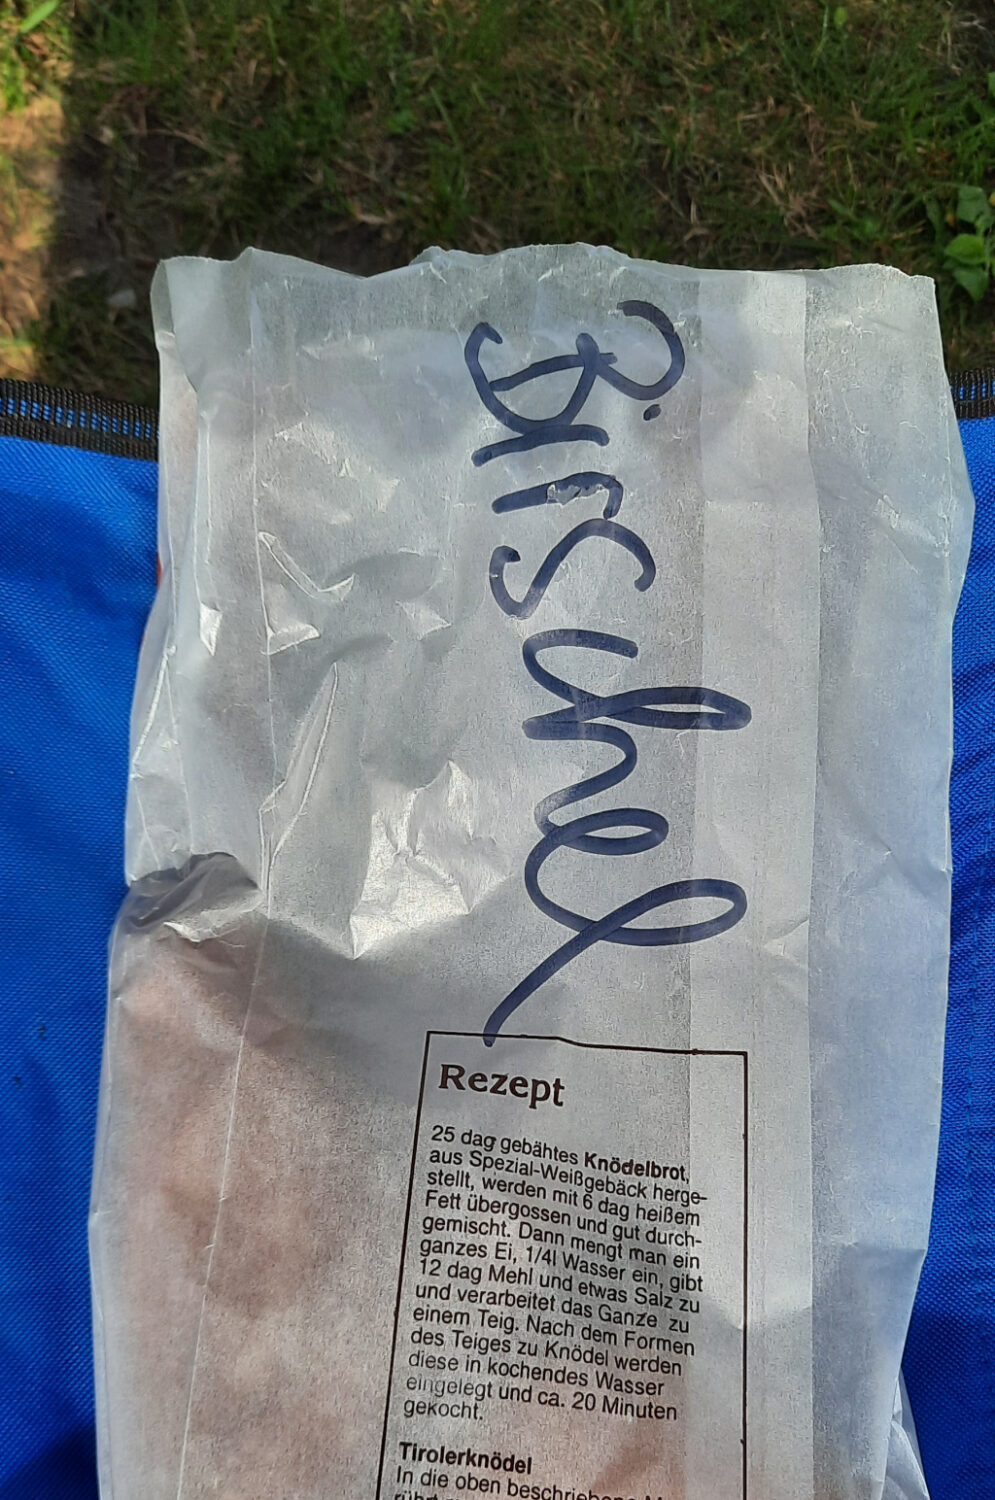 Birschel
Rezept
25 dag gebähtes Knödelbrot,
aus Spezial-Weißgebäck herge-
stellt, werden mit 6 dag heißem
Fett übergossen und gut durch-
gemischt. Dann mengt man ein
ganzes Ei, 1/4l Wasser ein, gibt
12 dag Mehl und etwas Salz zu
und verarbeitet das Ganze zu
einem Teig. Nach dem Formen
des Teiges zu Knödel werden
diese in kochendes Wasser
eingelegt und ca. 20 Minuten
gekocht.
Tirolerknödel
In die oben beschriebene